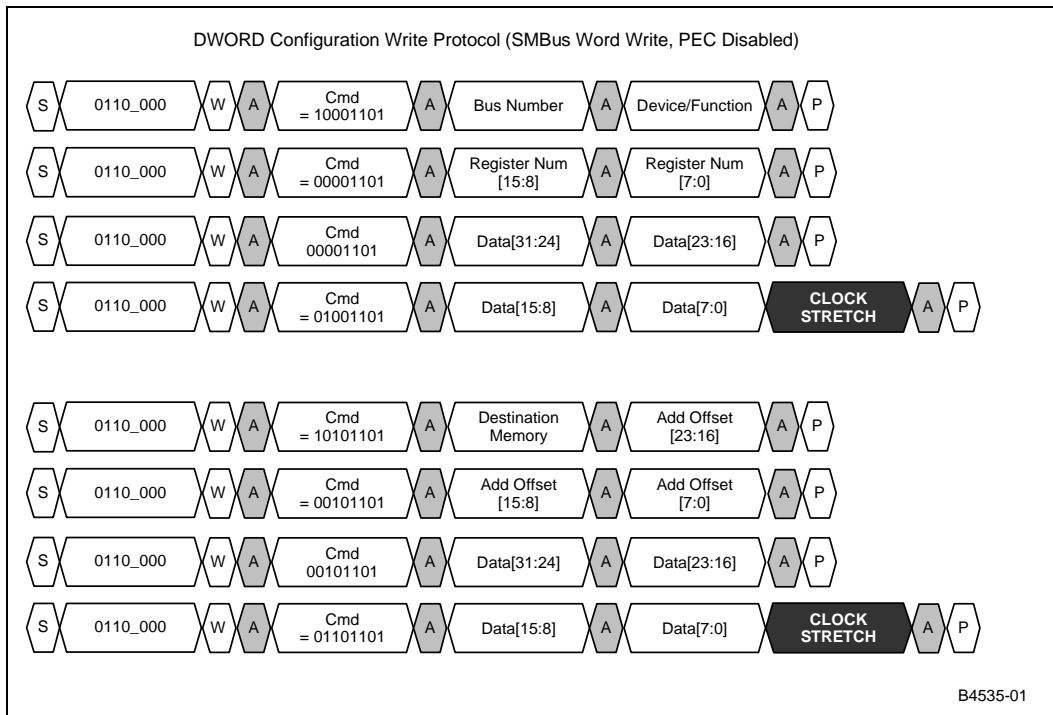 DWORD Configuration Write Protocol (SMBus Word Write, PEC Disabled)
S 0110_000 W A Cmd = 10001101 A Bus Number A Device/Function A P
S 0110_000 W A Cmd = 00001101 A Register Num [15:8] A Register Num [7:0] A P
S 0110_000 W A Cmd 00001101 A Data[31:24] A Data[23:16] A P
S 0110_000 W A Cmd = 01001101 A Data[15:8] A Data[7:0] CLOCK STRETCH A P
S 0110_000 W A Cmd = 10101101 A Destination Memory A Add Offset [23:16] A P
S 0110_000 W A Cmd = 00101101 A Add Offset [15:8] A Add Offset [7:0] A P
S 0110_000 W A Cmd 00101101 A Data[31:24] A Data[23:16] A P
S 0110_000 W A Cmd = 01101101 A Data[15:8] A Data[7:0] CLOCK STRETCH A P
B4535-01